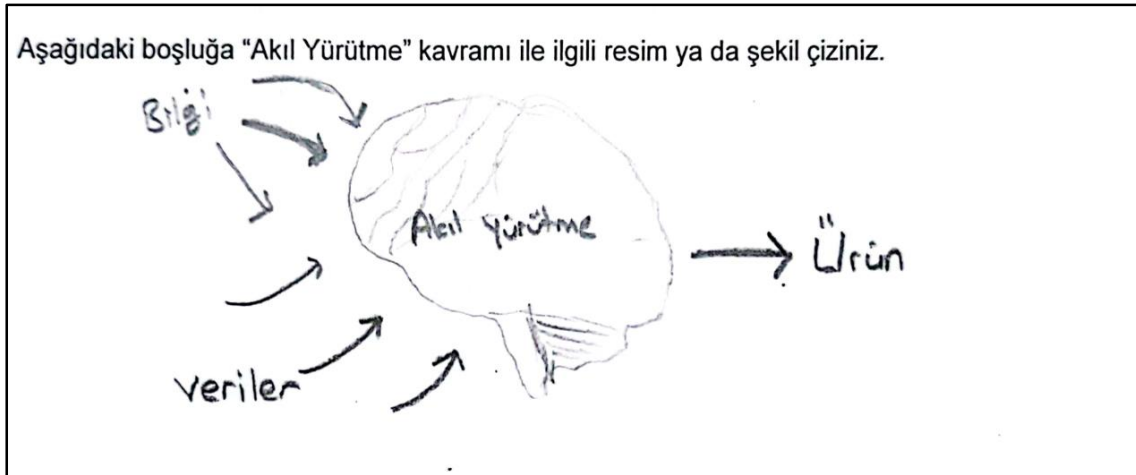 Aşağıdaki boşluğa “Akıl Yürütme” kavramı ile ilgili resim ya da şekil çiziniz.
Bilgi
Akıl yürütme
Ürün
veriler